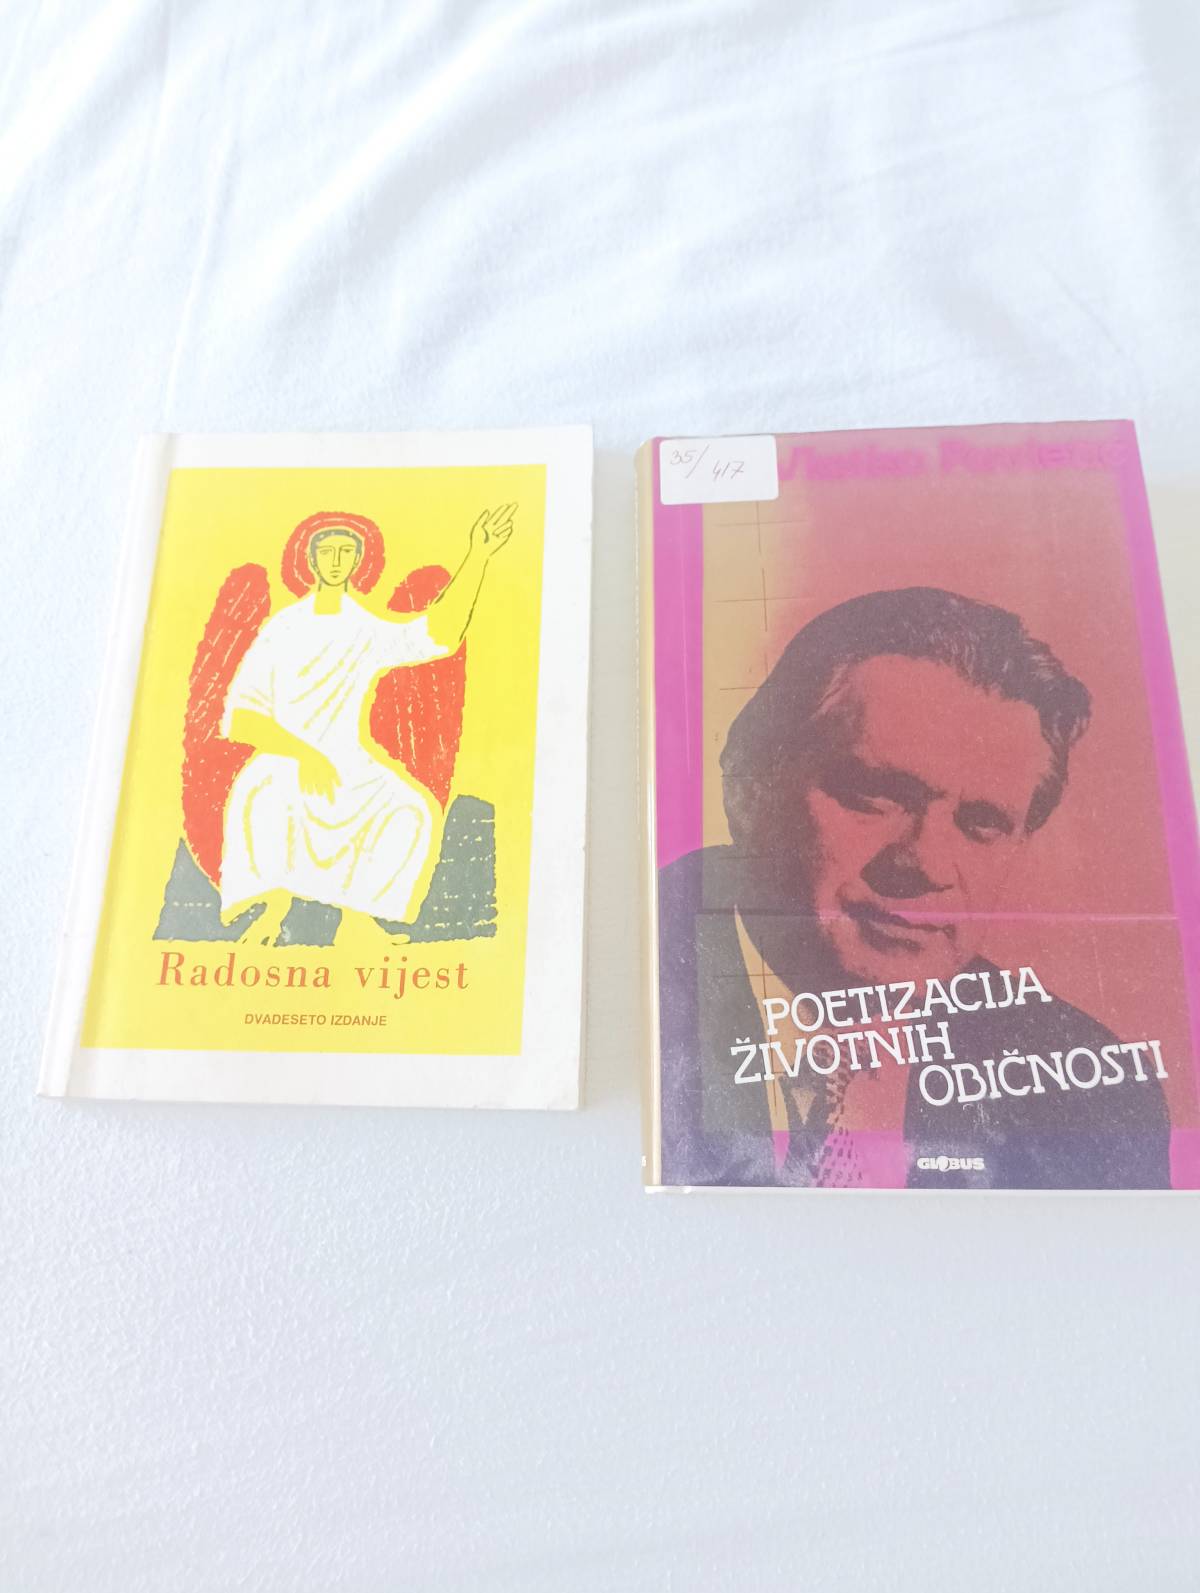 Radosna vijest
DVADESETO IZDANJE
35/417
POETIZACIJA
ŽIVOTNIH
OBIČNOSTI
GLOBUS